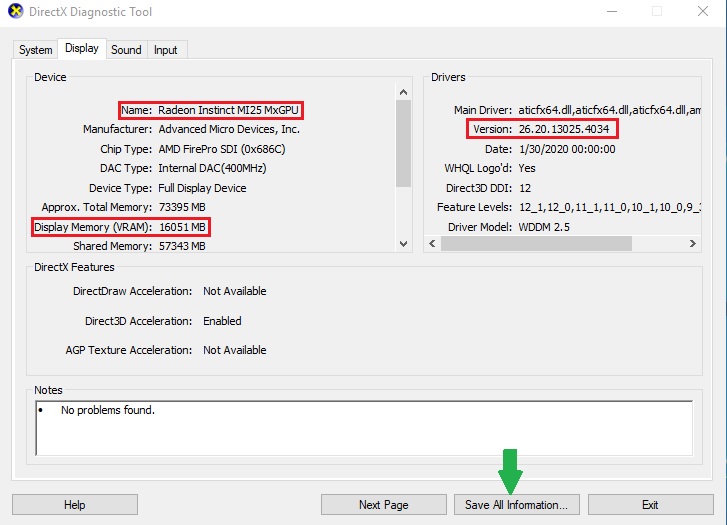 DirectX Diagnostic Tool
System Display Sound Input
Device
Name: Radeon Instinct MI25 MxGPU
Manufacturer: Advanced Micro Devices, Inc.
Chip Type: AMD FirePro SDI (0x686C)
DAC Type: Internal DAC(400MHz)
Device Type: Full Display Device
Approx. Total Memory: 73395 MB
Display Memory (VRAM): 16051 MB
Shared Memory: 57343 MB
Drivers
Main Driver: aticfx64.dll,aticfx64.dll,aticfx64.dll,am
Version: 26.20.13025.4034
Date: 1/30/2020 00:00:00
WHQL Logo'd: Yes
Direct3D DDI: 12
Feature Levels: 12_1,12_0,11_1,11_0,10_1,10_0,9_3
Driver Model: WDDM 2.5
DirectX Features
DirectDraw Acceleration: Not Available
Direct3D Acceleration: Enabled
AGP Texture Acceleration: Not Available
Notes
• No problems found.
Help Next Page Save All Information... Exit